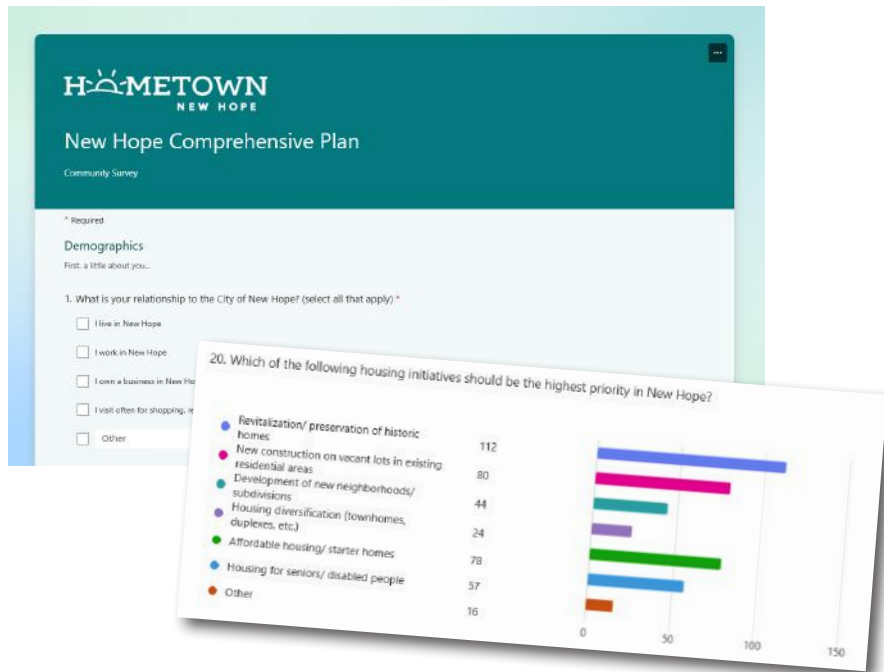 HOMETOWN
NEW HOPE
New Hope Comprehensive Plan
Community Survey
* Required
Demographics
First, a little about you...
1. What is your relationship to the City of New Hope? (select all that apply) *
I live in New Hope
I work in New Hope
I own a business in New Ho
I visit often for shopping, re
Other
20. Which of the following housing initiatives should be the highest priority in New Hope?
Revitalization/ preservation of historic
homes
112
New construction on vacant lots in existing
residential areas
80
Development of new neighborhoods/
subdivisions
44
Housing diversification (townhomes,
duplexes, etc.)
24
Affordable housing/ starter homes
78
Housing for seniors/ disabled people
57
Other
16
0
50
100
150